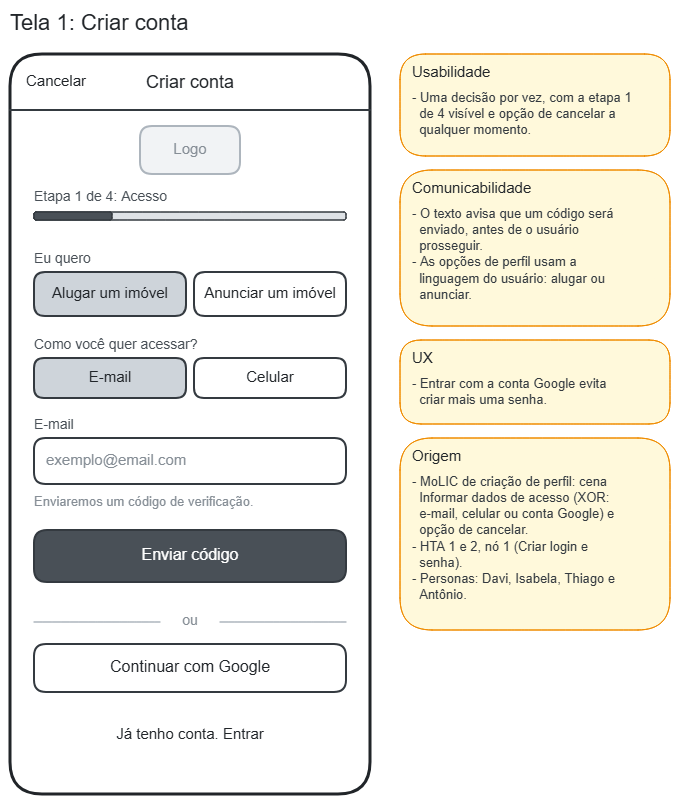 Tela 1: Criar conta
Cancelar
Criar conta
Logo
Etapa 1 de 4: Acesso
Eu quero
Alugar um imóvel
Anunciar um imóvel
Como você quer acessar?
E-mail
Celular
E-mail
exemplo@email.com
Enviaremos um código de verificação.
Enviar código
ou
Continuar com Google
Já tenho conta. Entrar
Usabilidade
- Uma decisão por vez, com a etapa 1
de 4 visível e opção de cancelar a
qualquer momento.
Comunicabilidade
- O texto avisa que um código será
enviado, antes de o usuário
prosseguir.
- As opções de perfil usam a
linguagem do usuário: alugar ou
anunciar.
UX
- Entrar com a conta Google evita
criar mais uma senha.
Origem
- MoLIC de criação de perfil: cena
Informar dados de acesso (XOR:
e-mail, celular ou conta Google) e
opção de cancelar.
- HTA 1 e 2, nó 1 (Criar login e
senha).
- Personas: Davi, Isabela, Thiago e
Antônio.